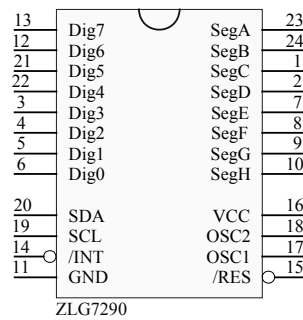 13 Dig7 SegA 23
12 Dig6 SegB 24
21 Dig5 SegC 1
22 Dig4 SegD 2
3 Dig3 SegE 7
4 Dig2 SegF 8
5 Dig1 SegG 9
6 Dig0 SegH 10
20 SDA VCC 16
19 SCL OSC2 18
14 /INT OSC1 17
11 GND /RES 15
ZLG7290